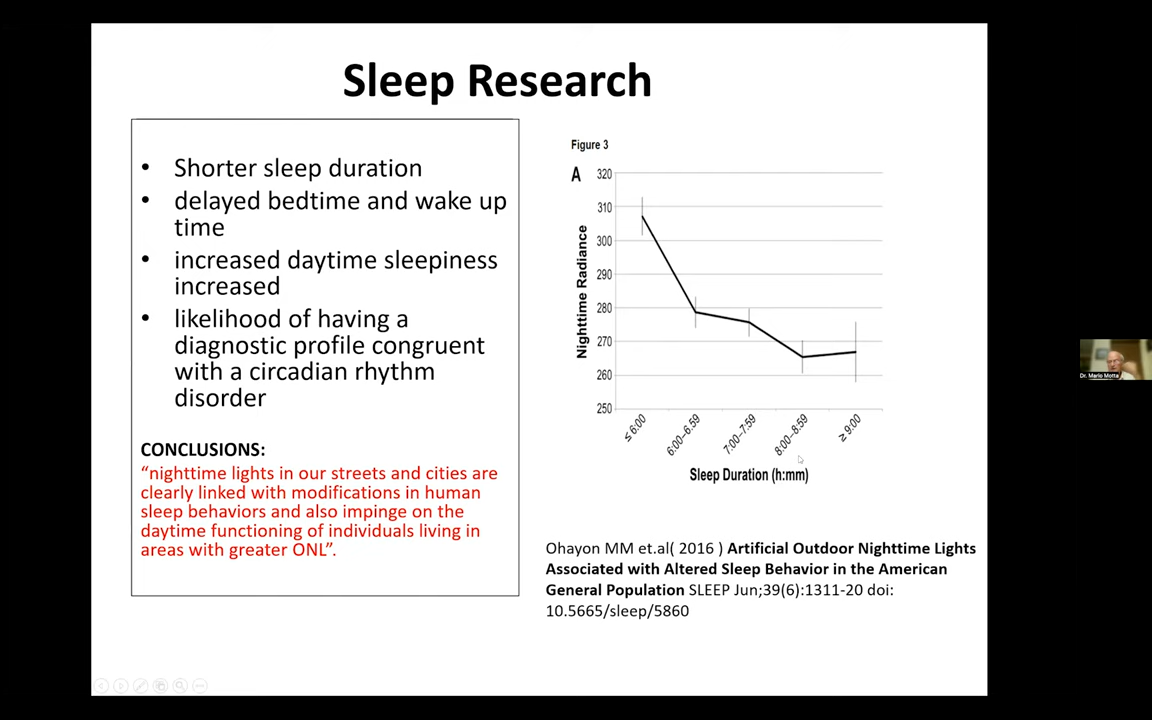 Sleep Research
• Shorter sleep duration
• delayed bedtime and wake up
time
• increased daytime sleepiness
increased
• likelihood of having a
diagnostic profile congruent
with a circadian rhythm
disorder
CONCLUSIONS:
“nighttime lights in our streets and cities are
clearly linked with modifications in human
sleep behaviors and also impinge on the
daytime functioning of individuals living in
areas with greater ONL”.
Figure 3
A
Nighttime Radiance
320
310
300
290
280
270
260
250
≤ 6:00
6:00–6:59
7:00–7:59
8:00–8:59
≥ 9:00
Sleep Duration (h:mm)
Ohayon MM et.al( 2016 ) Artificial Outdoor Nighttime Lights
Associated with Altered Sleep Behavior in the American
General Population SLEEP Jun;39(6):1311-20 doi:
10.5665/sleep/5860
Dr. Mario Motta